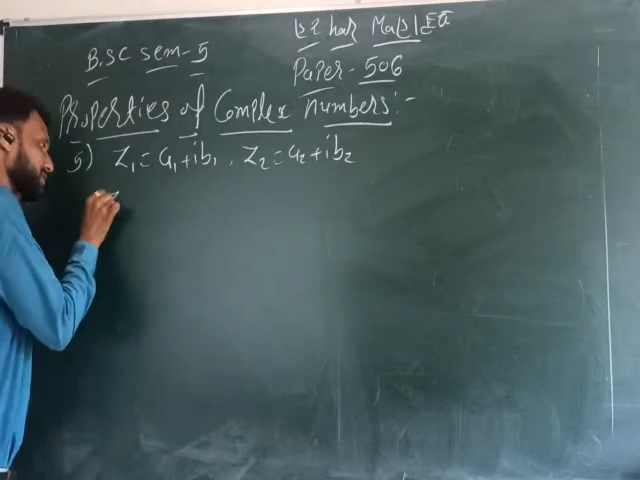 B.SC sem-5
Paper-506
Properties of Complex numbers:-
5) Z₁ = a₁+ib₁, Z₂ = a₂+ib₂